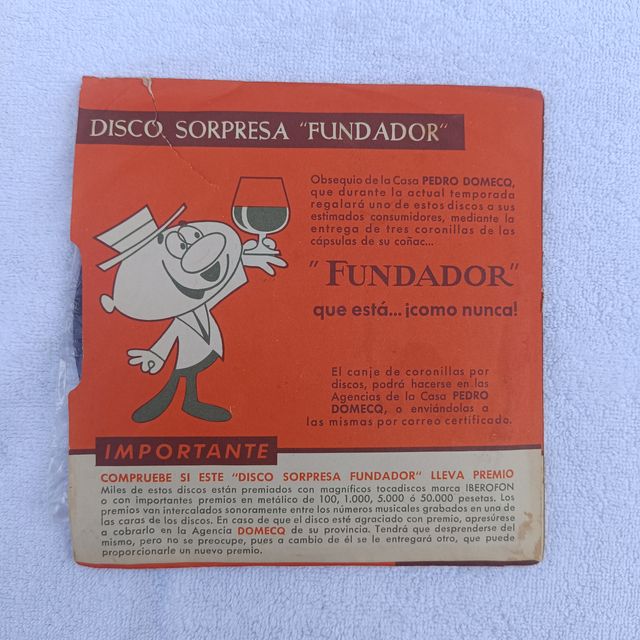 DISCO SORPRESA "FUNDADOR"
Obsequio de la Casa PEDRO DOMECQ,
que durante la actual temporada
regalará uno de estos discos a sus
estimados consumidores, mediante la
entrega de tres coronillas de las
cápsulas de su coñac...
"FUNDADOR"
que está... ¡como nunca!
El canje de coronillas por
discos, podrá hacerse en las
Agencias de la Casa PEDRO
DOMECQ, o enviándolas a
las mismas por correo certificado.
IMPORTANTE
COMPRUEBE SI ESTE "DISCO SORPRESA FUNDADOR" LLEVA PREMIO
Miles de estos discos están premiados con magníficos tocadiscos marca IBEROFON
o con importantes premios en metálico de 100, 1.000, 5.000 ó 50.000 pesetas. Los
premios van intercalados sonoramente entre los números musicales grabados en una de
las caras de los discos. En caso de que el disco esté agraciado con premio, apresúrese
a cobrarlo en la Agencia DOMECQ de su provincia. Tendrá que desprenderse del
mismo, pero no se preocupe, pues a cambio de él se le entregará otro, que puede
proporcionarle un nuevo premio.